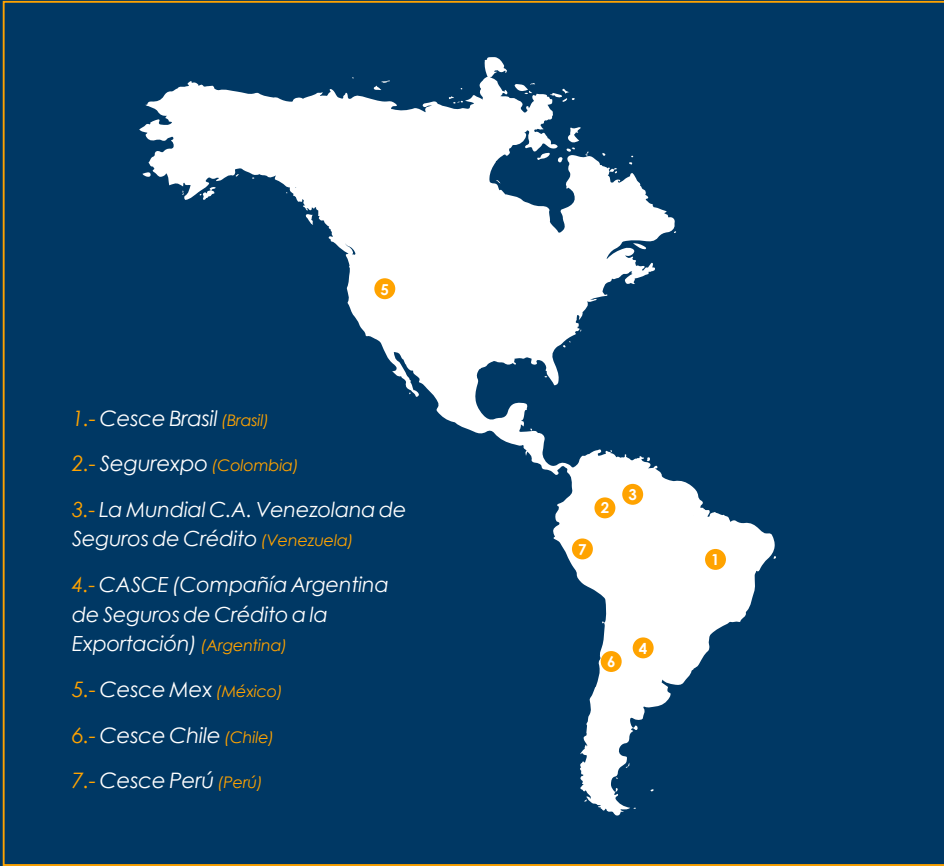 5
1.- Cesce Brasil (Brasil)
2.- Segurexpo (Colombia)
3.- La Mundial C.A. Venezolana de
Seguros de Crédito (Venezuela)
4.- CASCE (Compañía Argentina
de Seguros de Crédito a la
Exportación) (Argentina)
5.- Cesce Mex (México)
6.- Cesce Chile (Chile)
7.- Cesce Perú (Perú)
3
2
7
1
4
6